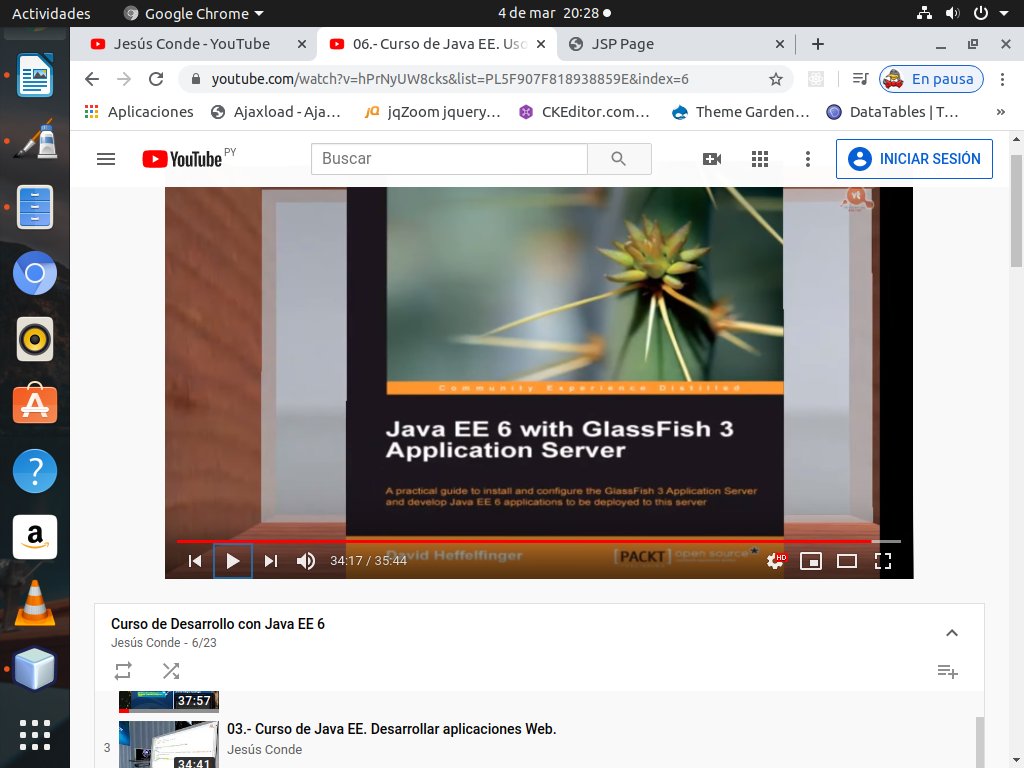 Actividades
Google Chrome
4 de mar 20:28
Jesús Conde - YouTube
06.- Curso de Java EE. Uso
JSP Page
youtube.com/watch?v=hPrNyUW8cks&list=PL5F907F818938859E&index=6
En pausa
Aplicaciones
Ajaxload - Aja...
jqZoom jquery...
CKEditor.com...
Theme Garden...
DataTables | T...
»
YouTube PY
Buscar
INICIAR SESIÓN
Community Experience Distilled
Java EE 6 with GlassFish 3
Application Server
A practical guide to install and configure the GlassFish 3 Application Server
and develop Java EE 6 applications to be deployed to this server
David Heffelfinger
[PACKT] open source*
34:17 / 35:44
HD
Curso de Desarrollo con Java EE 6
Jesús Conde - 6/23
37:57
3
03.- Curso de Java EE. Desarrollar aplicaciones Web.
Jesús Conde
34:41